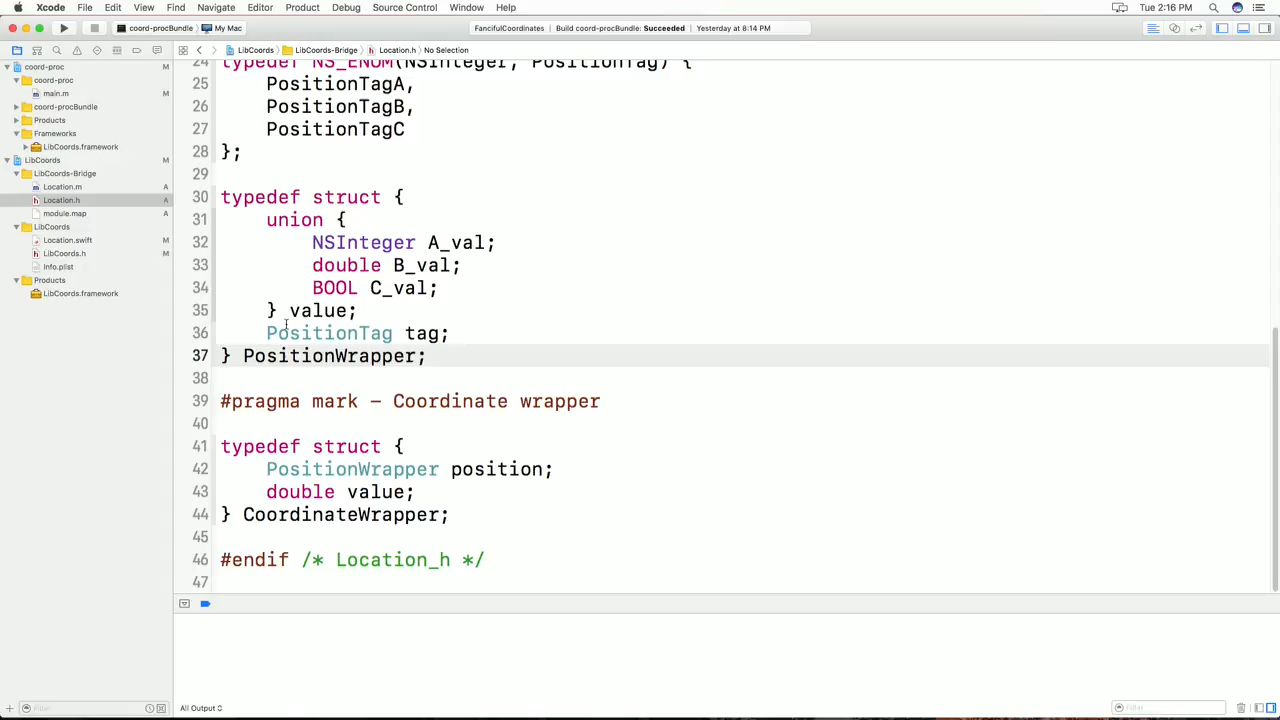 Xcode File Edit View Find Navigate Editor Product Debug Source Control Window Help
Tue 2:16 PM
coord-procBundle My Mac
FancifulCoordinates Build coord-procBundle: Succeeded Yesterday at 8:14 PM
LibCoords LibCoords-Bridge Location.h No Selection
coord-proc M
coord-proc
main.m M
coord-procBundle
Products
Frameworks
LibCoords.framework
LibCoords M
LibCoords-Bridge
Location.m A
Location.h A
module.map A
LibCoords
Location.swift M
LibCoords.h M
Info.plist
Products
LibCoords.framework
24 typedef NS_ENUM(NSInteger, PositionTag) {
25 PositionTagA,
26 PositionTagB,
27 PositionTagC
28 };
29
30 typedef struct {
31 union {
32 NSInteger A_val;
33 double B_val;
34 BOOL C_val;
35 } value;
36 PositionTag tag;
37 } PositionWrapper;
38
39 #pragma mark - Coordinate wrapper
40
41 typedef struct {
42 PositionWrapper position;
43 double value;
44 } CoordinateWrapper;
45
46 #endif /* Location_h */
47
Filter
All Output
Filter